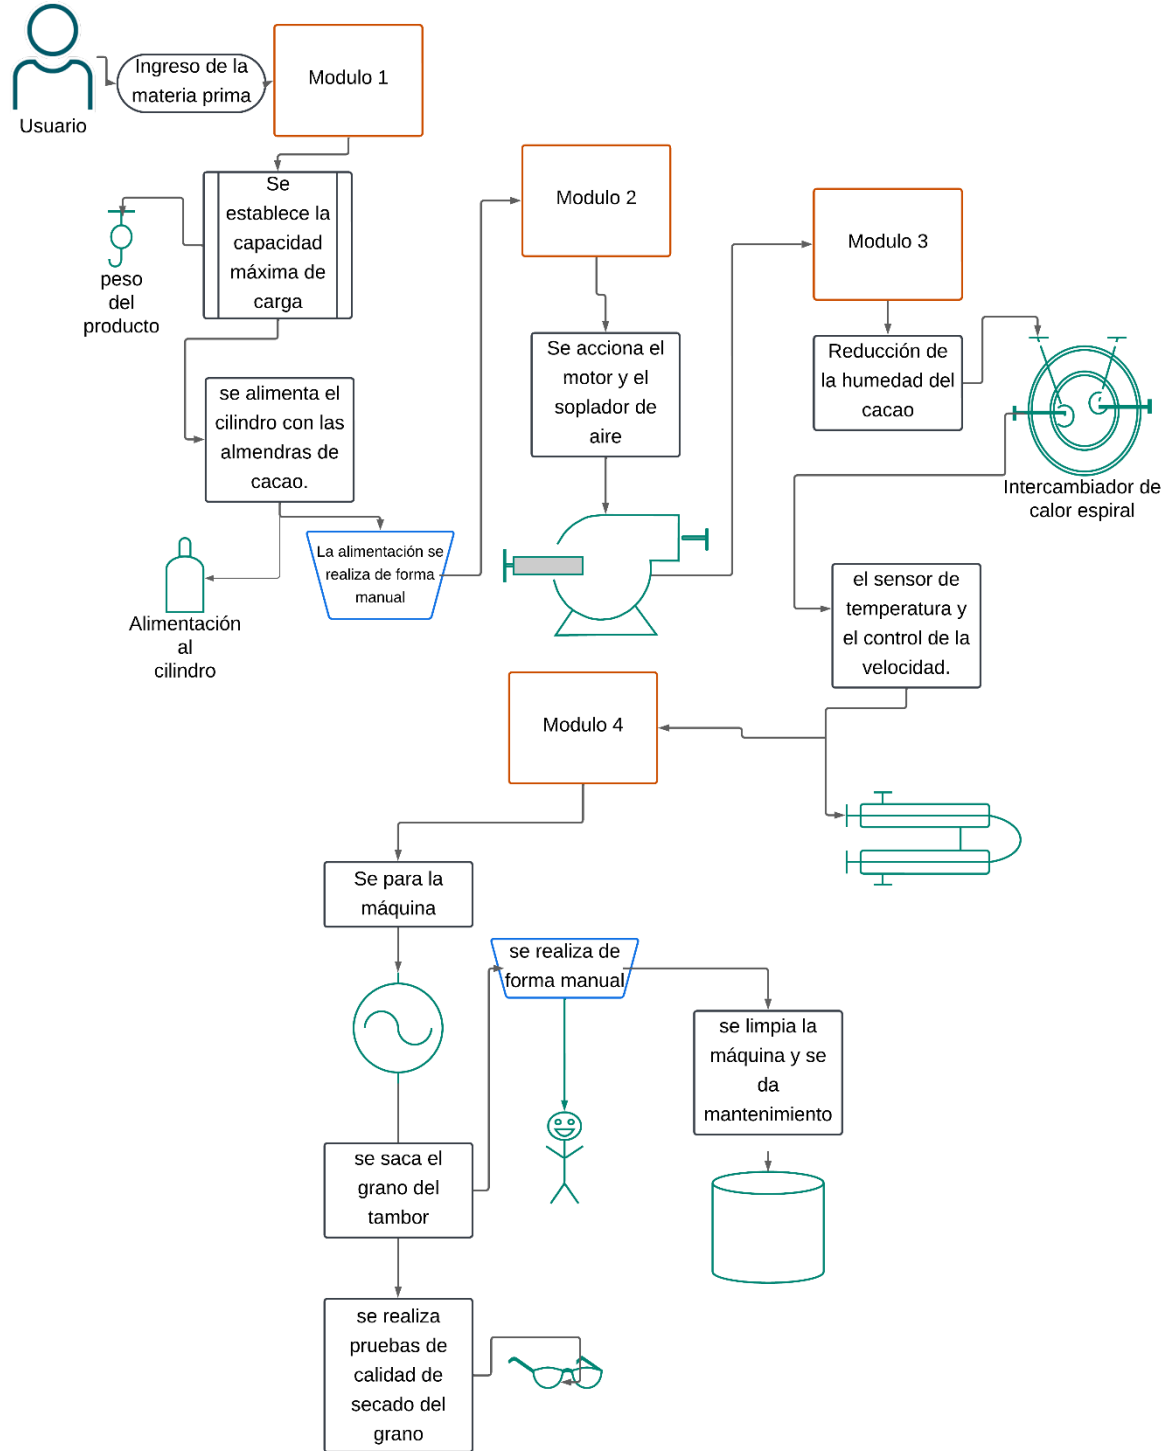 Usuario
Ingreso de la
materia prima
Modulo 1
Se
establece la
capacidad
máxima de
carga
peso
del
producto
se alimenta el
cilindro con las
almendras de
cacao.
La alimentación se
realiza de forma
manual
Alimentación
al
cilindro
Modulo 2
Se acciona el
motor y el
soplador de
aire
Modulo 3
Reducción de
la humedad del
cacao
Intercambiador de
calor espiral
el sensor de
temperatura y
el control de la
velocidad.
Modulo 4
Se para la
máquina
se saca el
grano del
tambor
se realiza de
forma manual
se limpia la
máquina y se
da
mantenimiento
se realiza
pruebas de
calidad de
secado del
grano